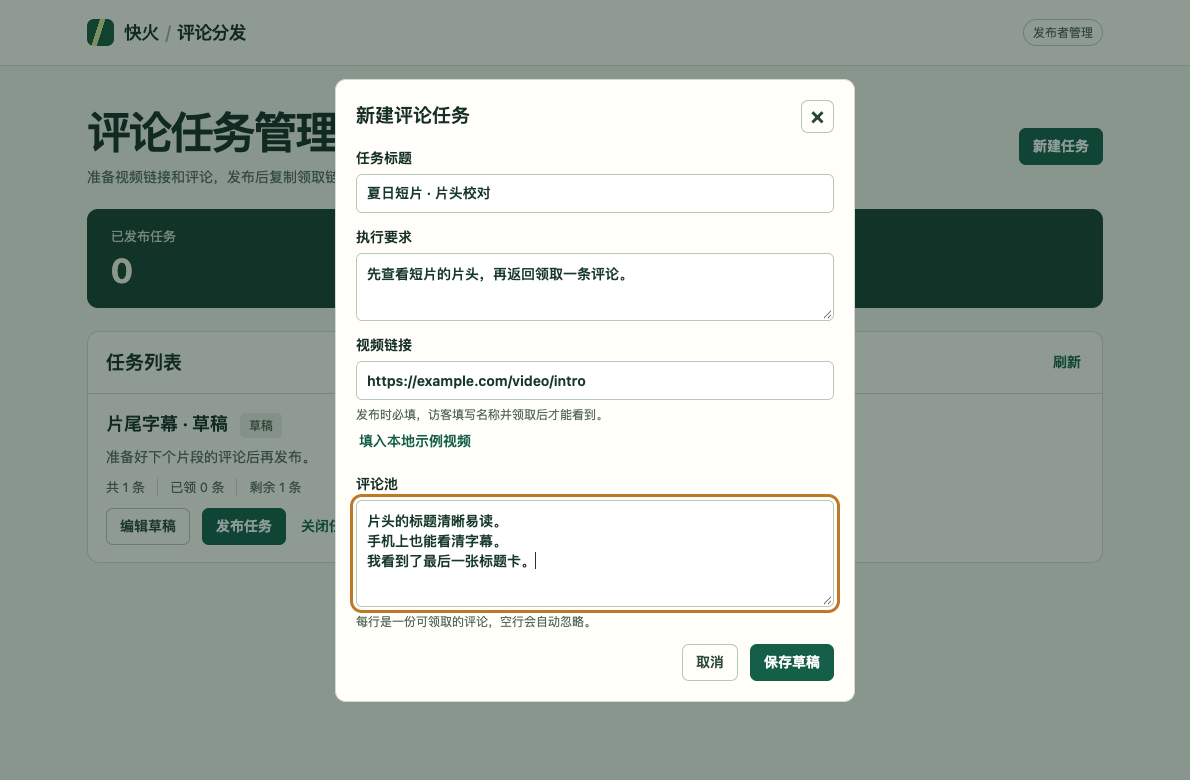 快火 / 评论分发
发布者管理
评论任务管理
准备视频链接和评论，发布后复制领取链
新建任务
已发布任务
0
任务列表
刷新
片尾字幕 · 草稿
草稿
准备好下个片段的评论后再发布。
共 1 条
已领 0 条
剩余 1 条
编辑草稿
发布任务
关闭
新建评论任务
任务标题
夏日短片 · 片头校对
执行要求
先查看短片的片头，再返回领取一条评论。
视频链接
https://example.com/video/intro
发布时必填，访客填写名称并领取后才能看到。
填入本地示例视频
评论池
片头的标题清晰易读。
手机上也能看清字幕。
我看到了最后一张标题卡。
每行是一份可领取的评论，空行会自动忽略。
取消
保存草稿